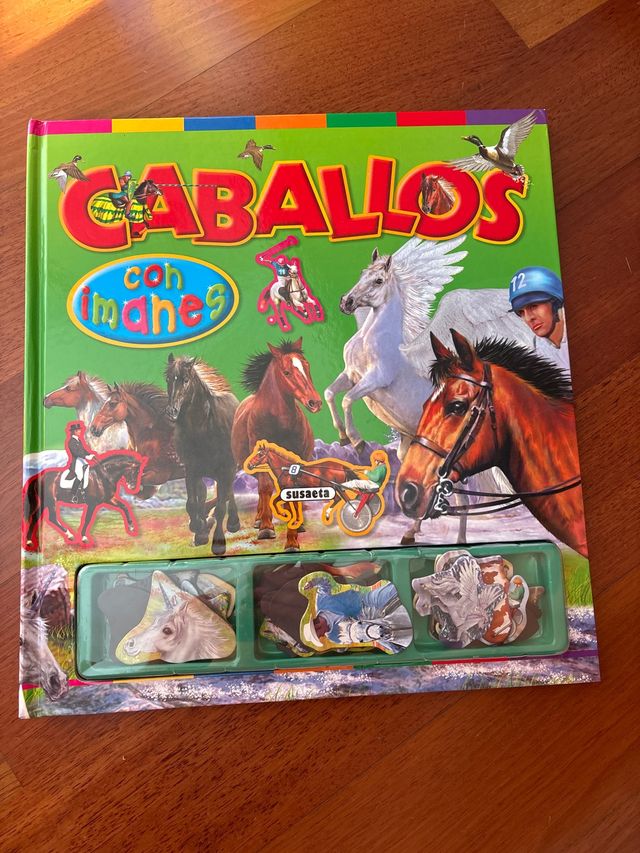 CABALLOS
con
imanes
12
8
susaeta